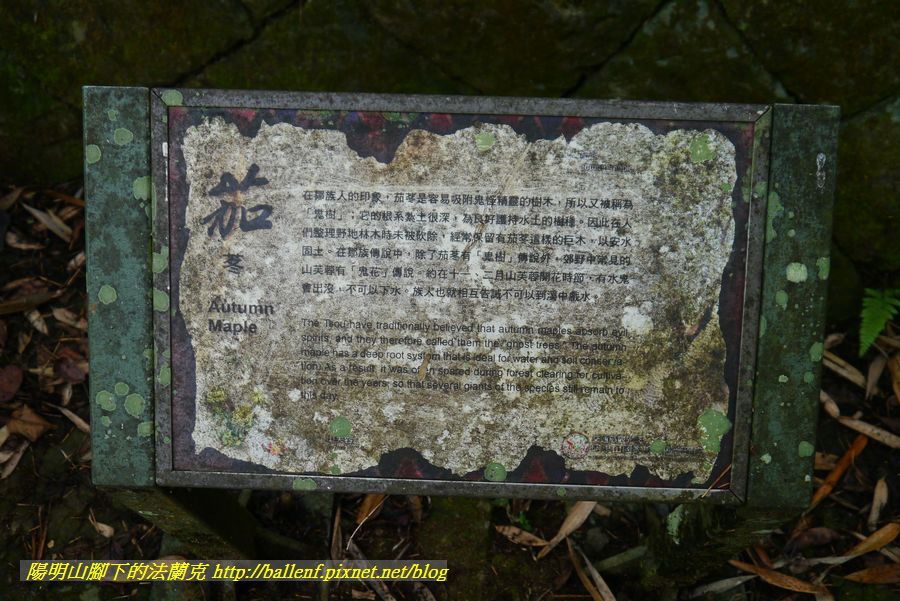 茄
苳
Autumn
Maple
在鄒族人的印象，茄苳是容易吸附鬼怪精靈的樹木，所以又被稱為
「鬼樹」，它的根系紮土很深，為良好護持水土的樹種。因此在人
們整理野地林木時未被砍除，經常保留有茄苳這樣的巨木，以安水
固土。在鄒族傳說中，除了茄苳有「鬼樹」傳說外，郊野中常見的
山芙蓉有「鬼花」傳說。約在十一、二月山芙蓉開花時節，有水鬼
會出沒，不可以下水。族人也就相互告誡不可以到溪中戲水。
The Tsou have traditionally believed that autumn maples absorb evil
spirits, and they therefore called them the "ghost trees". The autumn
maple has a deep root system that is ideal for water and soil conserva-
tion. As a result, it was often spared during forest clearing for cultiva-
tion over the years, so that several giants of the species still remain to
this day.
陽明山腳下的法蘭克 http://ballenf.pixnet.net/blog